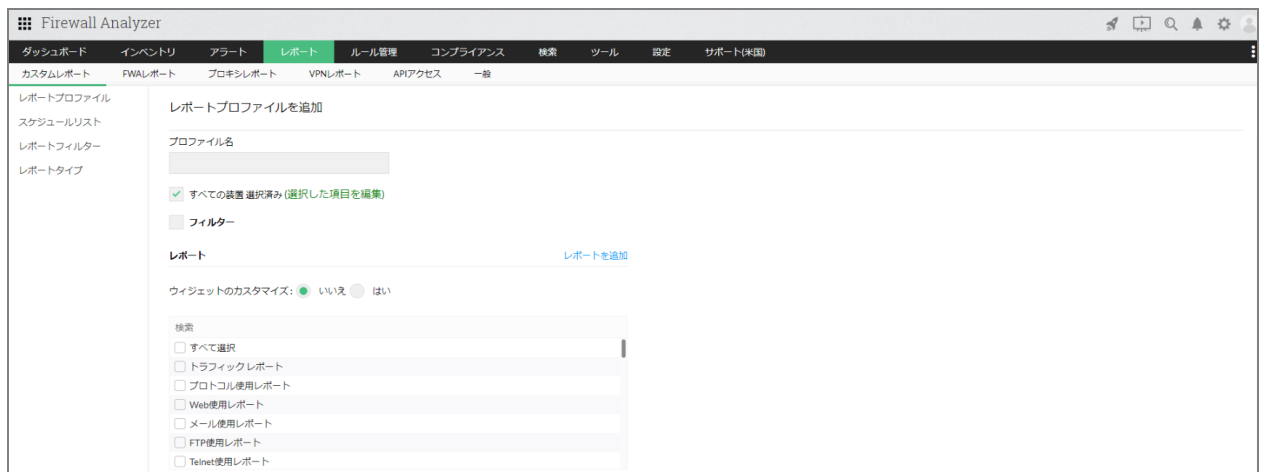 Firewall Analyzer
ダッシュボード インベントリ アラート レポート ルール管理 コンプライアンス 検索 ツール 設定 サポート(米国)
カスタムレポート FWAレポート プロキシレポート VPNレポート APIアクセス 一般
レポートプロファイル
スケジュールリスト
レポートフィルター
レポートタイプ
レポートプロファイルを追加
プロファイル名
すべての装置 選択済み (選択した項目を編集)
フィルター
レポート レポートを追加
ウィジェットのカスタマイズ: いいえ はい
検索
すべて選択
トラフィックレポート
プロトコル使用レポート
Web使用レポート
メール使用レポート
FTP使用レポート
Telnet使用レポート